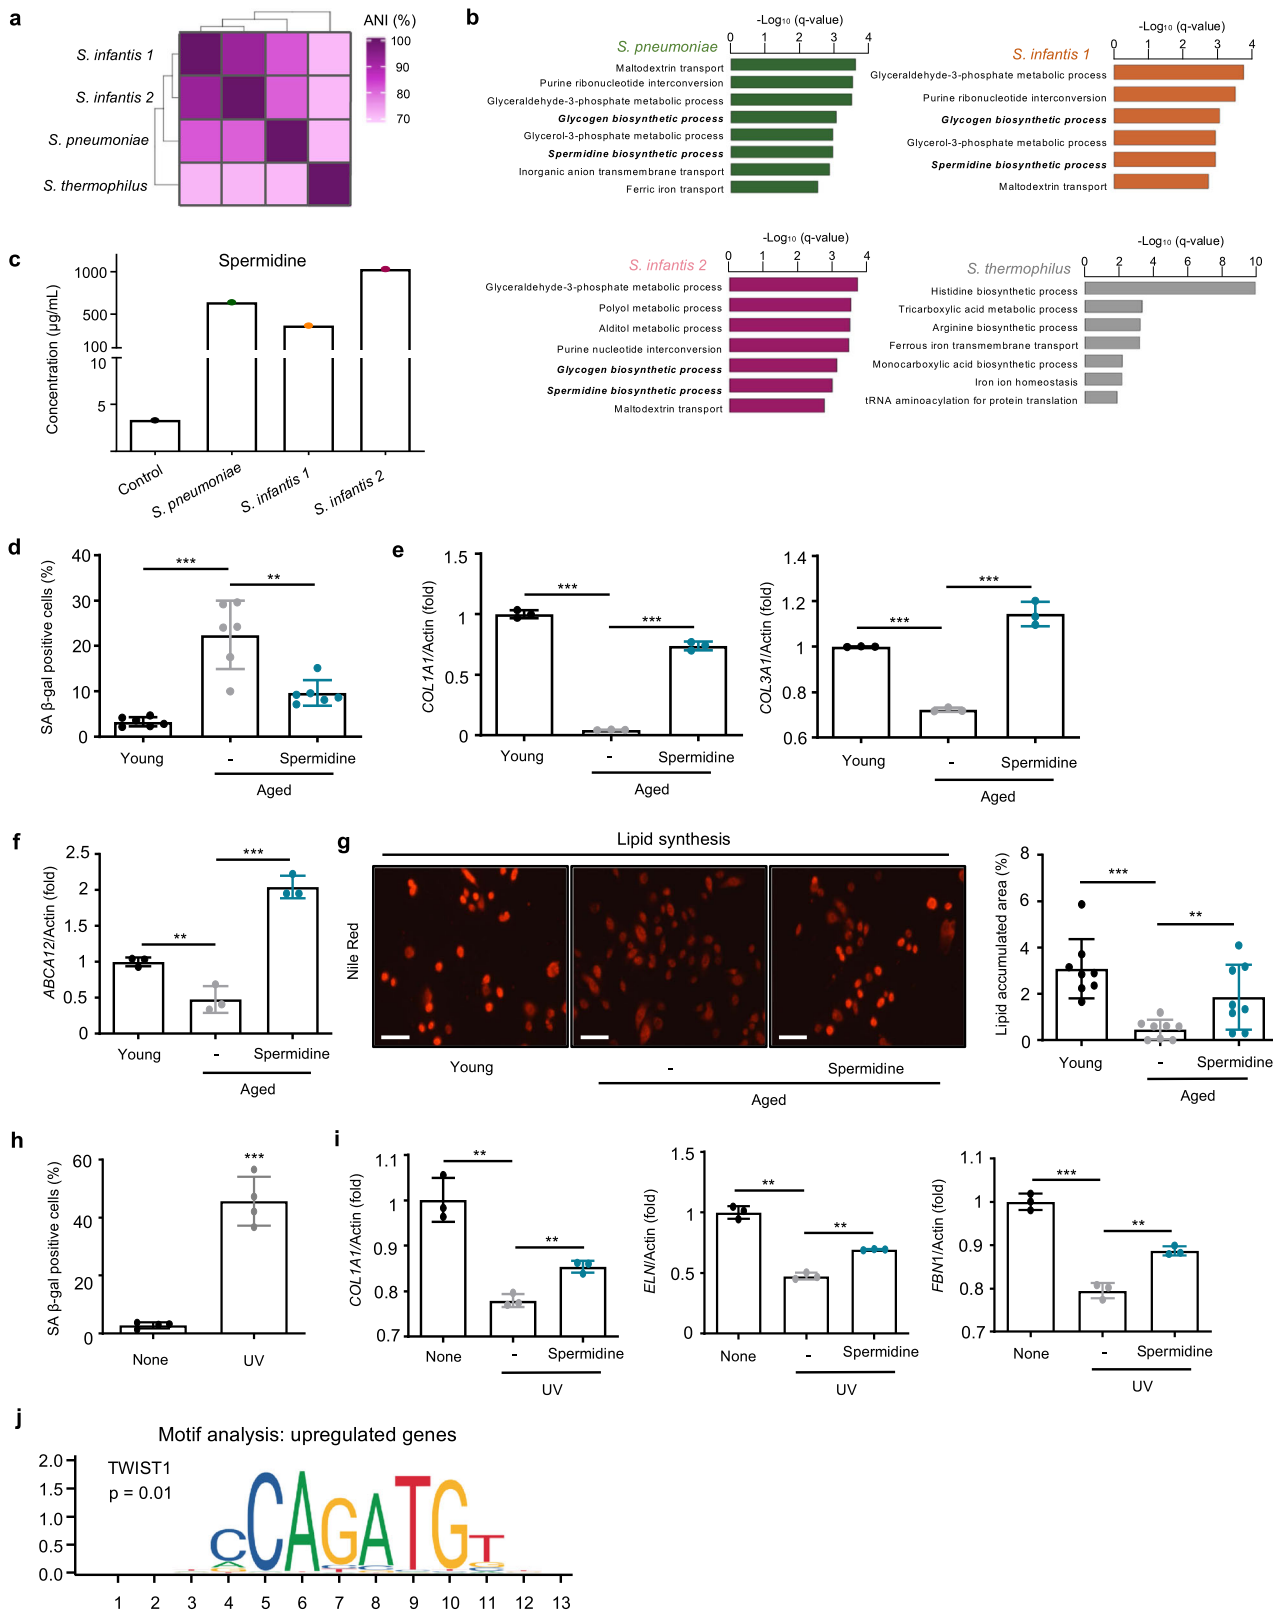 a
ANI (%)
S. infantis 1
S. infantis 2
S. pneumoniae
S. thermophilus
100
90
80
70
b
-Log₁₀ (q-value)
S. pneumoniae
0 1 2 3 4
Maltodextrin transport
Purine ribonucleotide interconversion
Glyceraldehyde-3-phosphate metabolic process
Glycogen biosynthetic process
Glycerol-3-phosphate metabolic process
Spermidine biosynthetic process
Inorganic anion transmembrane transport
Ferric iron transport
-Log₁₀ (q-value)
S. infantis 1
0 1 2 3 4
Glyceraldehyde-3-phosphate metabolic process
Purine ribonucleotide interconversion
Glycogen biosynthetic process
Glycerol-3-phosphate metabolic process
Spermidine biosynthetic process
Maltodextrin transport
-Log₁₀ (q-value)
S. infantis 2
0 1 2 3 4
Glyceraldehyde-3-phosphate metabolic process
Polyol metabolic process
Alditol metabolic process
Purine nucleotide interconversion
Glycogen biosynthetic process
Spermidine biosynthetic process
Maltodextrin transport
-Log₁₀ (q-value)
S. thermophilus
0 2 4 6 8 10
Histidine biosynthetic process
Tricarboxylic acid metabolic process
Arginine biosynthetic process
Ferrous iron transmembrane transport
Monocarboxylic acid biosynthetic process
Iron ion homeostasis
tRNA aminoacylation for protein translation
c
Spermidine
Concentration (µg/mL)
1000
500
100
10
5
Control
S. pneumoniae
S. infantis 1
S. infantis 2
d
SA β-gal positive cells (%)
40
30
20
10
0
***
**
Young - Spermidine
Aged
e
COL1A1/Actin (fold)
1.5
1
0.5
0
***
***
Young - Spermidine
Aged
COL3A1/Actin (fold)
1.4
1.2
1
0.8
0.6
***
***
Young - Spermidine
Aged
f
ABCA12/Actin (fold)
2.5
2
1.5
1
0.5
0
**
***
Young - Spermidine
Aged
g
Lipid synthesis
Nile Red
Young - Spermidine
Aged
Lipid accumulated area (%)
8
6
4
2
0
***
**
Young - Spermidine
Aged
h
SA β-gal positive cells (%)
60
40
20
0
***
None UV
i
COL1A1/Actin (fold)
1.1
1
0.9
0.8
0.7
**
**
None - Spermidine
UV
ELN/Actin (fold)
1.5
1
0.5
0
**
**
None - Spermidine
UV
FBN1/Actin (fold)
1.1
1
0.9
0.8
0.7
***
**
None - Spermidine
UV
j
Motif analysis: upregulated genes
TWIST1
p = 0.01
2.0
1.5
1.0
0.5
0.0
CCAGATGT
1 2 3 4 5 6 7 8 9 10 11 12 13